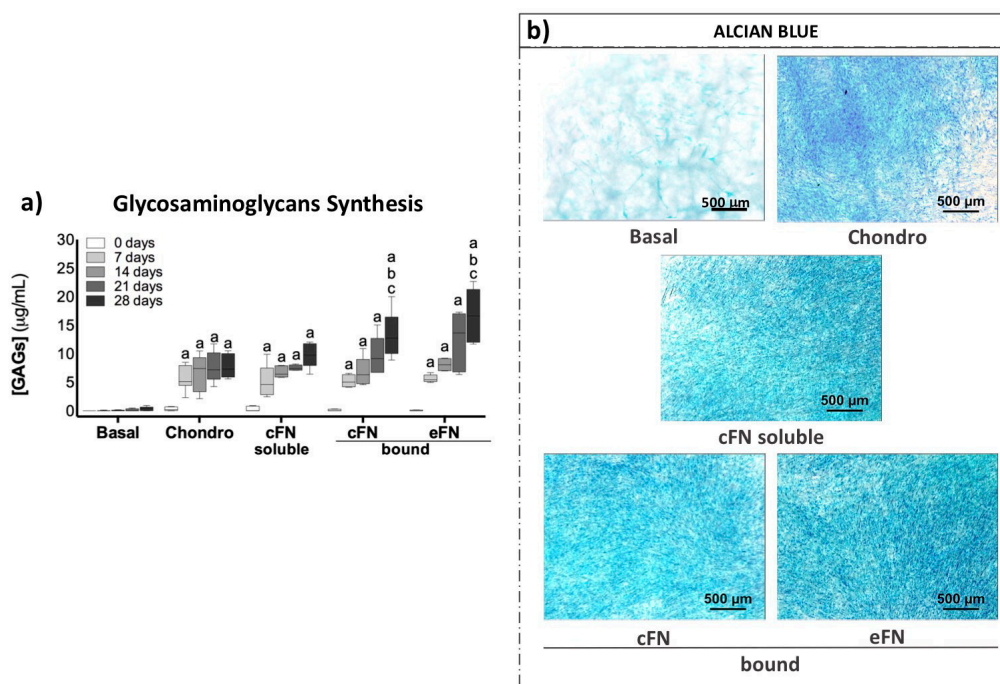 a)
Glycosaminoglycans Synthesis
[GAGs] (µg/mL)
30
25
20
15
10
5
0
0 days
7 days
14 days
21 days
28 days
a a a a
a a a a
a a a a b c
a a a a b c
Basal
Chondro
cFN soluble
cFN
eFN
bound
b)
ALCIAN BLUE
500 µm
Basal
500 µm
Chondro
500 µm
cFN soluble
500 µm
cFN
500 µm
eFN
bound